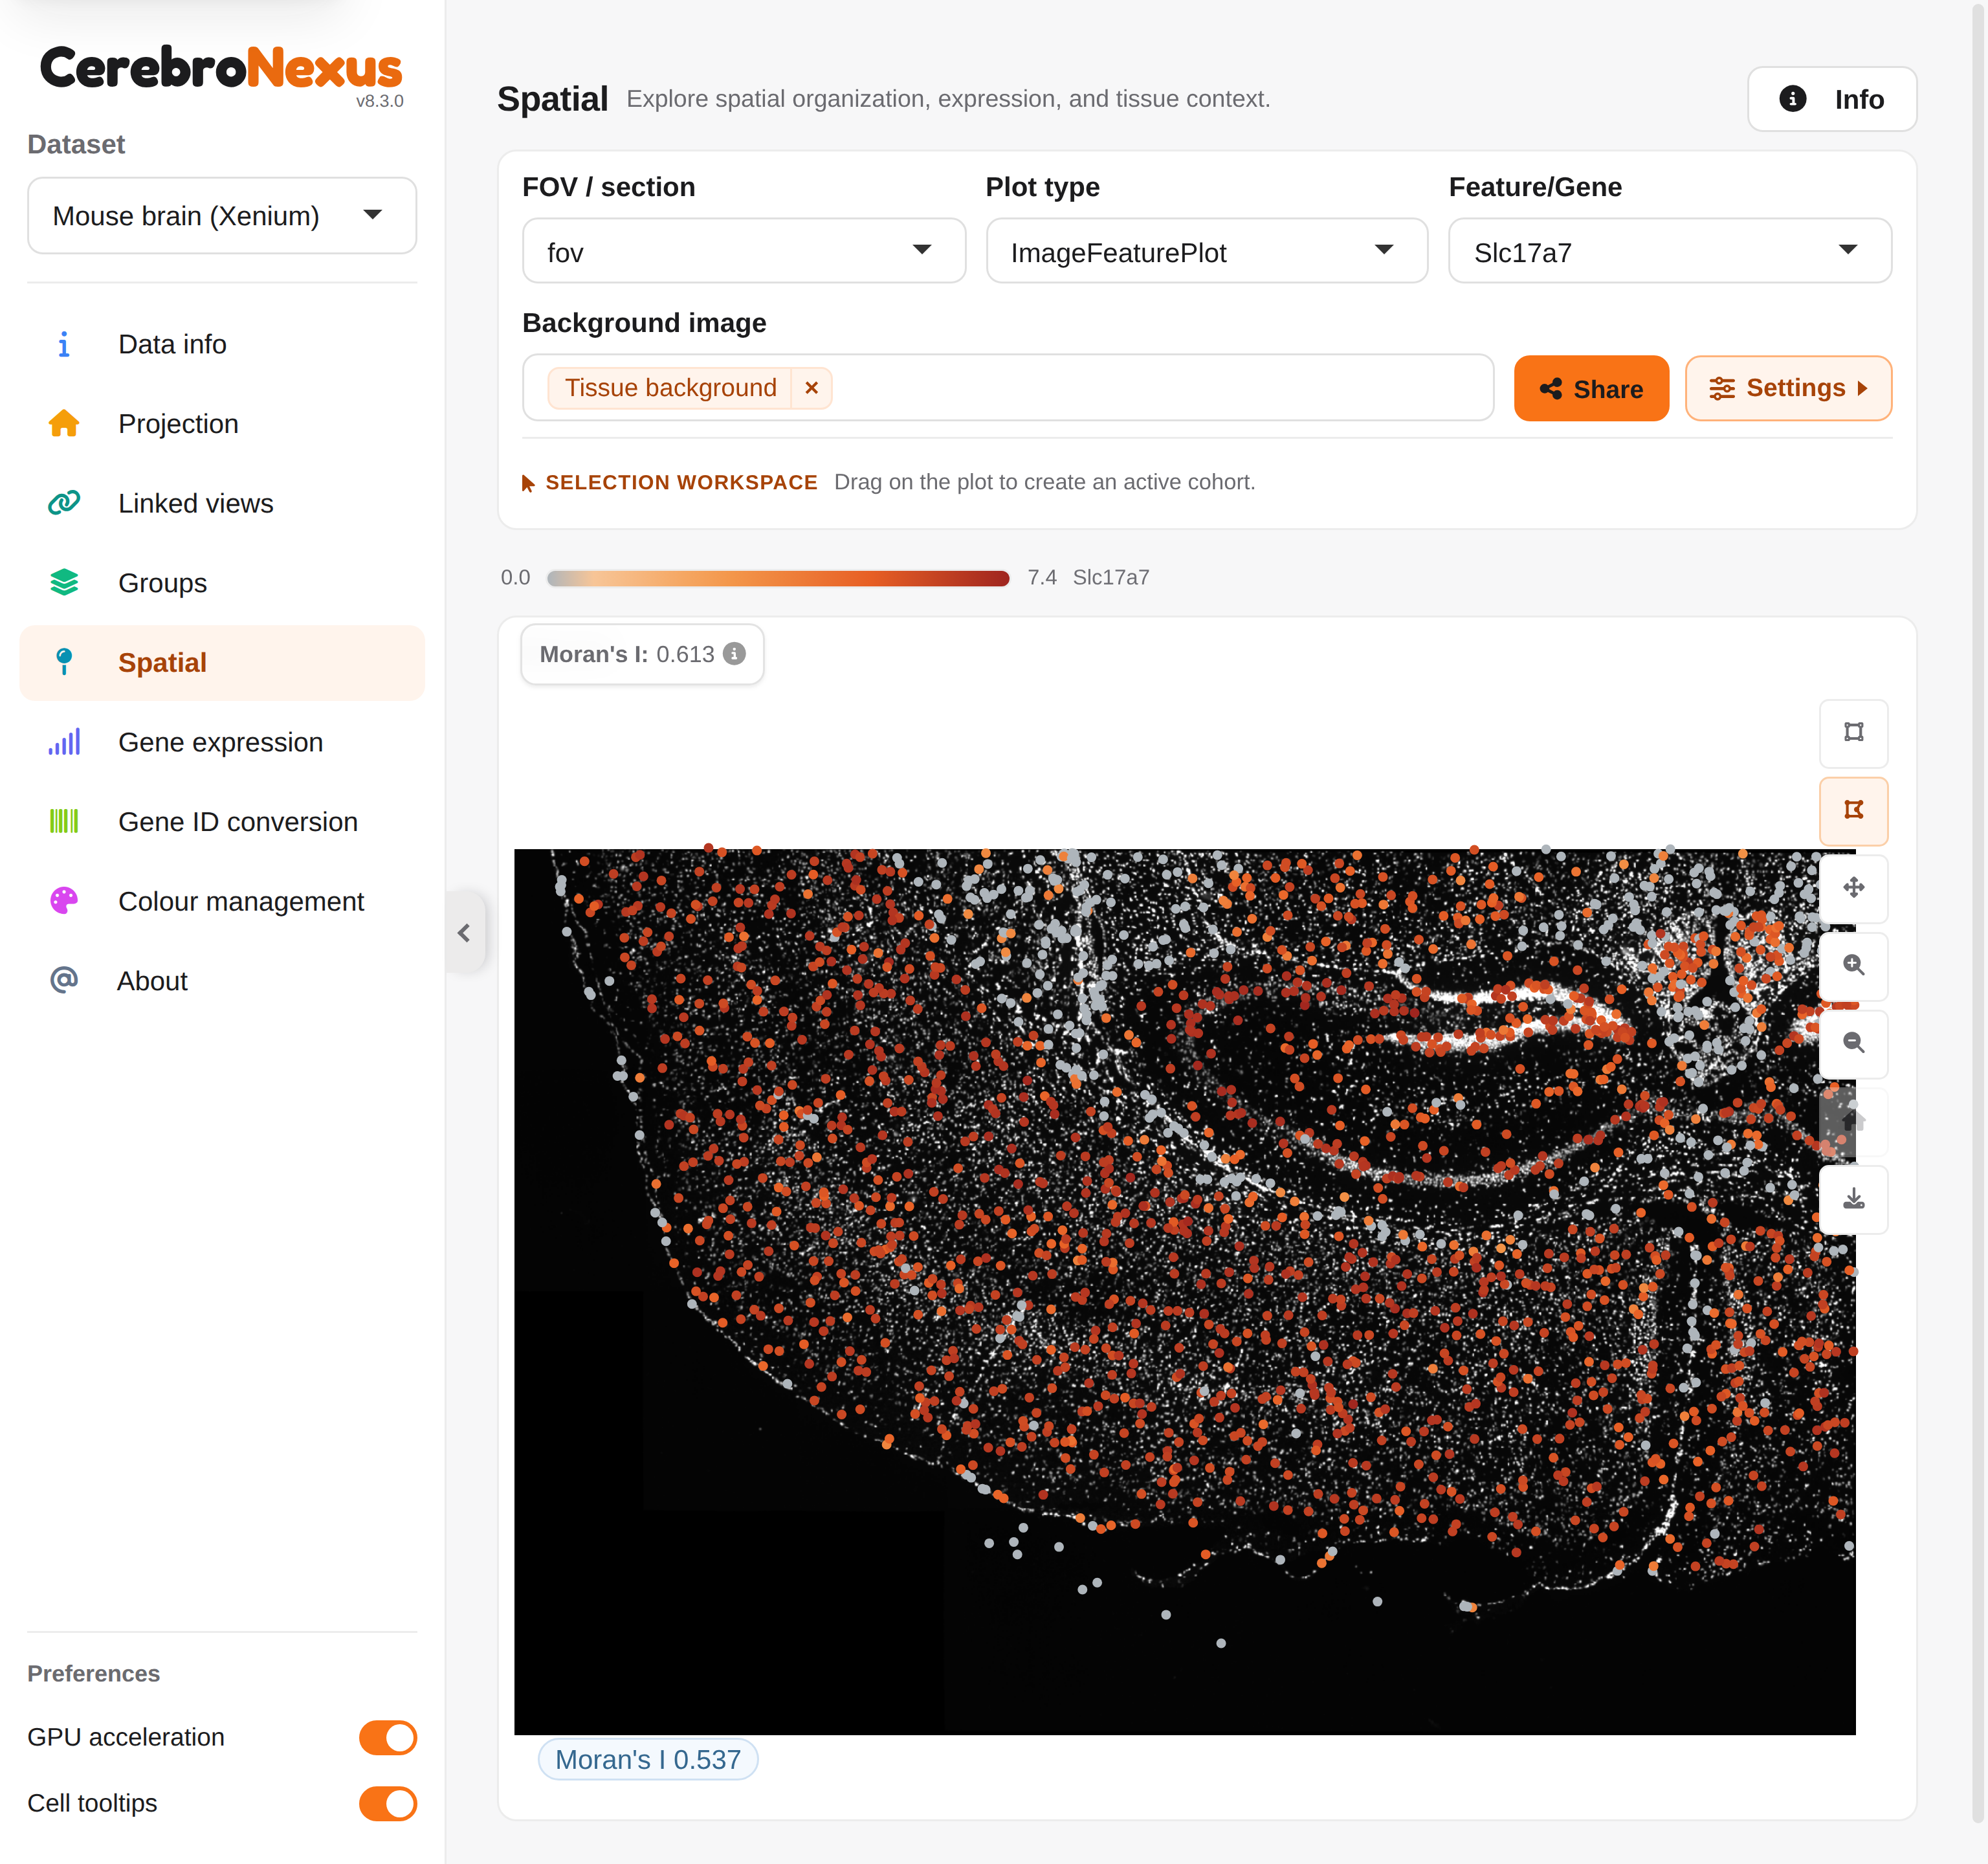 CerebroNexus
v8.3.0
Dataset
Mouse brain (Xenium)
Data info
Projection
Linked views
Groups
Spatial
Gene expression
Gene ID conversion
Colour management
About
Preferences
GPU acceleration
Cell tooltips
Spatial Explore spatial organization, expression, and tissue context.
Info
FOV / section Plot type Feature/Gene
fov ImageFeaturePlot Slc17a7
Background image
Tissue background × Share Settings
SELECTION WORKSPACE Drag on the plot to create an active cohort.
0.0 7.4 Slc17a7
Moran's I: 0.613
Moran's I 0.537